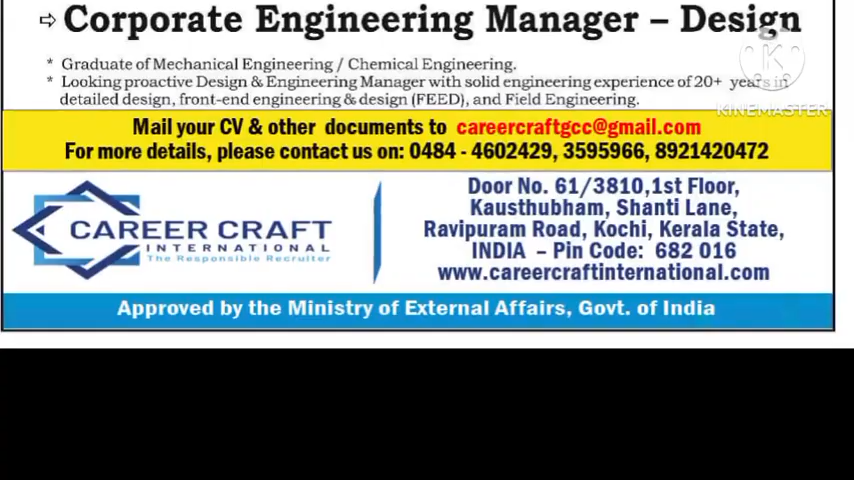 ⇨ Corporate Engineering Manager – Design
* Graduate of Mechanical Engineering / Chemical Engineering.
* Looking proactive Design & Engineering Manager with solid engineering experience of 20+ years in
detailed design, front-end engineering & design (FEED), and Field Engineering.
KINEMASTER
Mail your CV & other documents to careercraftgcc@gmail.com
For more details, please contact us on: 0484 - 4602429, 3595966, 8921420472
CAREER CRAFT
INTERNATIONAL
The Responsible Recruiter
Door No. 61/3810,1st Floor,
Kausthubham, Shanti Lane,
Ravipuram Road, Kochi, Kerala State,
INDIA – Pin Code: 682 016
www.careercraftinternational.com
Approved by the Ministry of External Affairs, Govt. of India